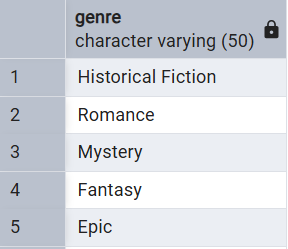 genre
character varying (50)
1 Historical Fiction
2 Romance
3 Mystery
4 Fantasy
5 Epic